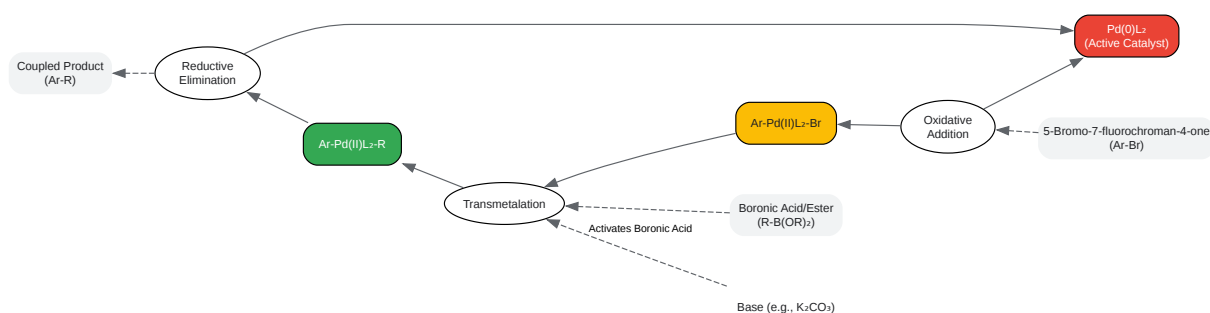 Pd(0)L₂
(Active Catalyst)
Reductive
Elimination
Coupled Product
(Ar-R)
Ar-Pd(II)L₂-Br
Oxidative
Addition
5-Bromo-7-fluorochroman-4-one
(Ar-Br)
Ar-Pd(II)L₂-R
Transmetalation
Boronic Acid/Ester
(R-B(OR)₂)
Activates Boronic Acid
Base (e.g., K₂CO₃)